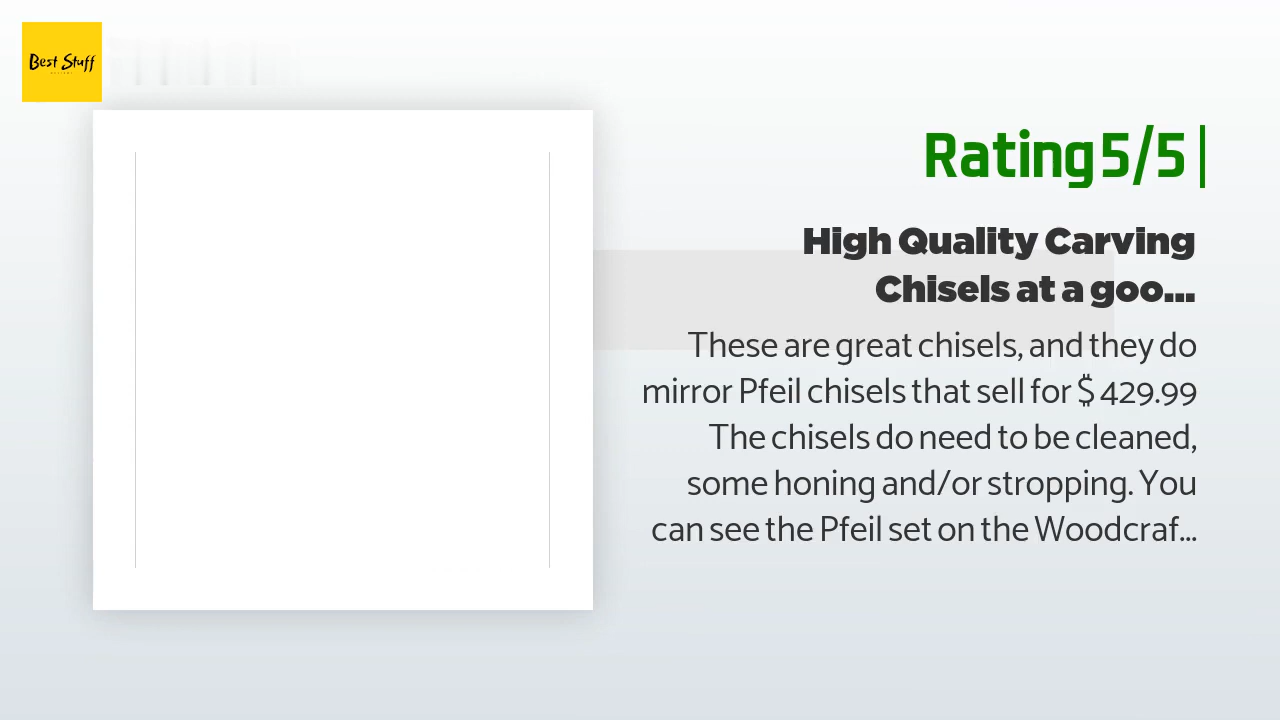 Best Stuff
Rating 5/5
High Quality Carving
Chisels at a goo...
These are great chisels, and they do
mirror Pfeil chisels that sell for $ 429.99
The chisels do need to be cleaned,
some honing and/or stropping. You
can see the Pfeil set on the Woodcraf...